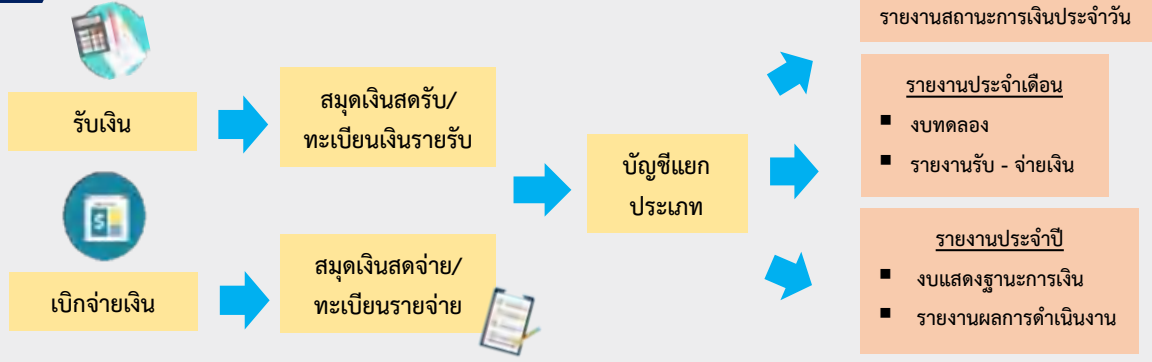 รับเงิน
สมุดเงินสดรับ/
ทะเบียนเงินรายรับ
เบิกจ่ายเงิน
สมุดเงินสดจ่าย/
ทะเบียนรายจ่าย
บัญชีแยก
ประเภท
รายงานสถานะการเงินประจำวัน
รายงานประจำเดือน
▪ งบทดลอง
▪ รายงานรับ - จ่ายเงิน
รายงานประจำปี
▪ งบแสดงฐานะการเงิน
▪ รายงานผลการดำเนินงาน